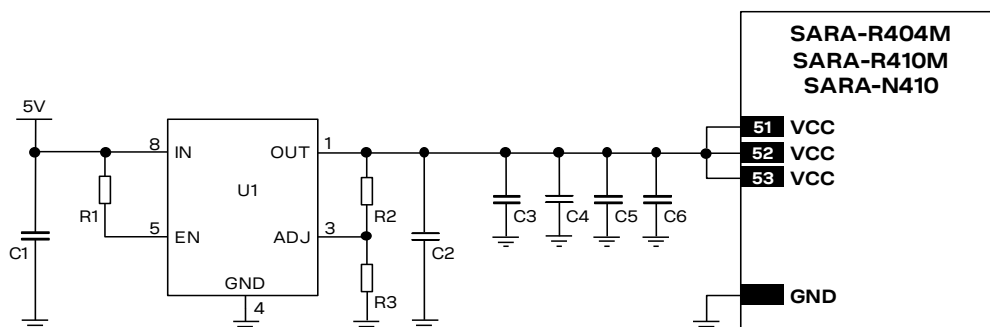 SARA-R404M
SARA-R410M
SARA-N410
5V
51 VCC
8 IN
OUT 1
52 VCC
53 VCC
U1
R1
R2
C3
C4
C5
C6
5 EN
ADJ 3
C1
C2
GND
4
R3
GND